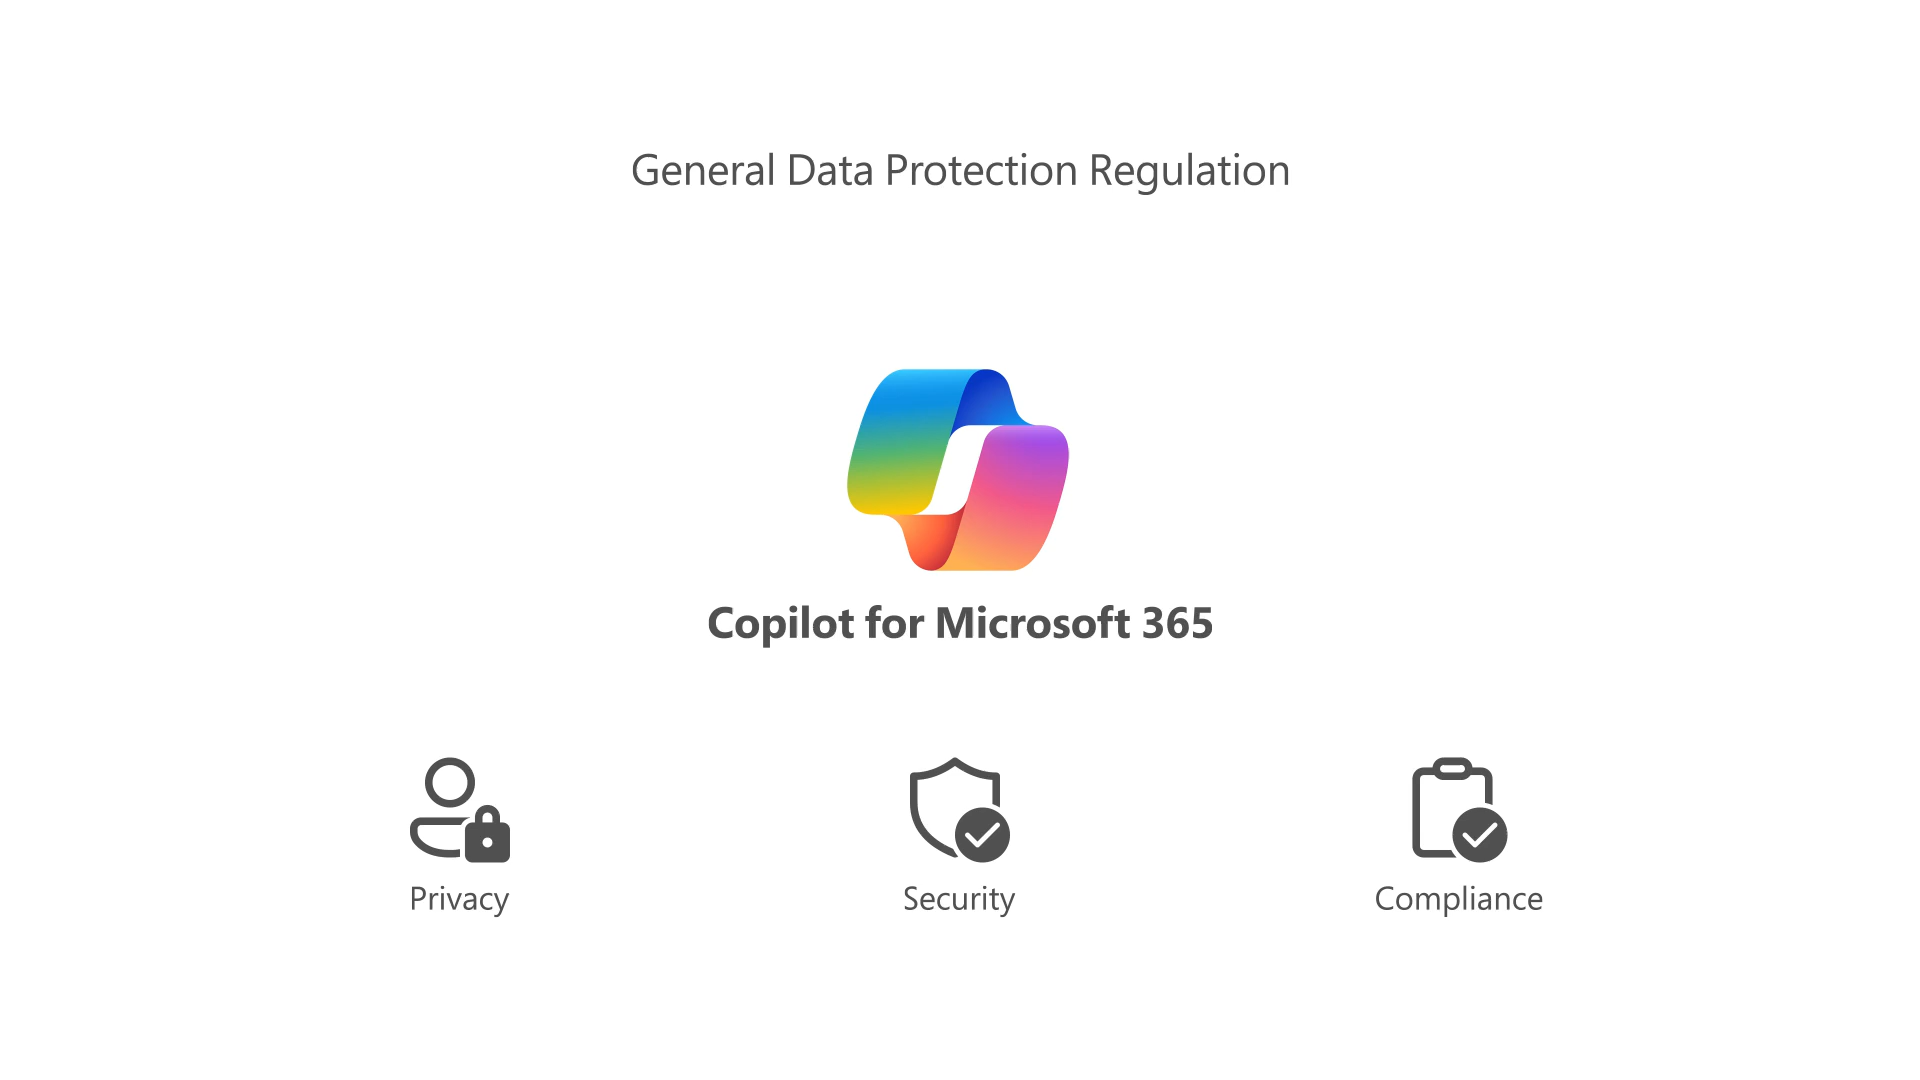 General Data Protection Regulation
Copilot for Microsoft 365
Privacy
Security
Compliance